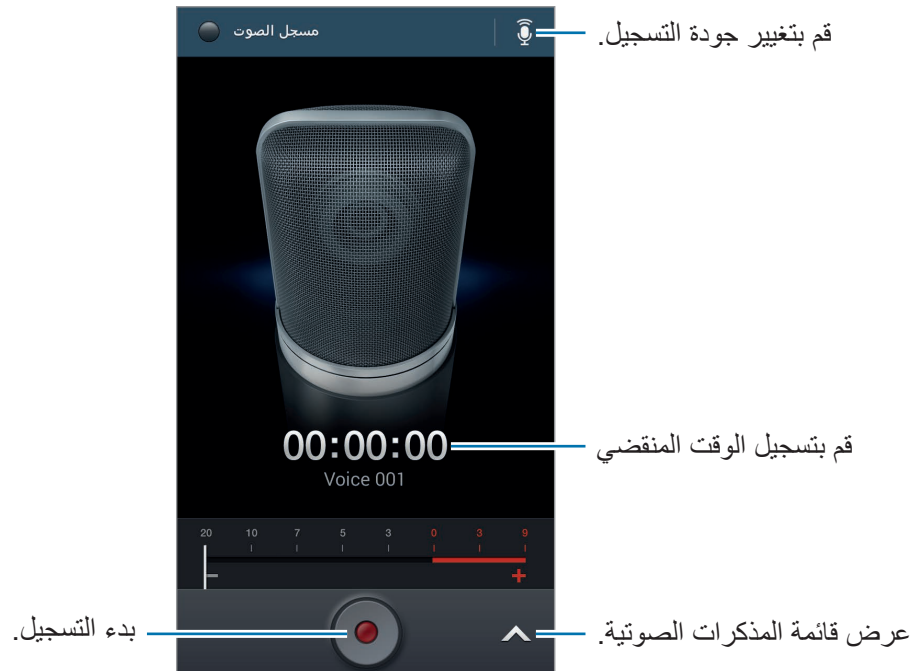 مسجل الصوت
قم بتغيير جودة التسجيل.
00:00:00
قم بتسجيل الوقت المنقضي
Voice 001
20 10 7 5 3 0 3 9
− +
بدء التسجيل.
عرض قائمة المذكرات الصوتية.